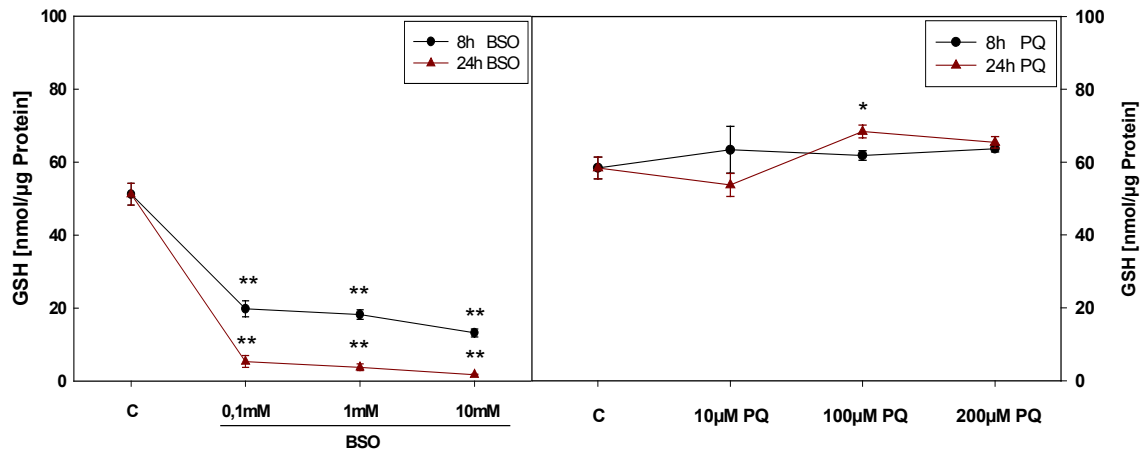 100
80
60
40
20
0
GSH [nmol/µg Protein]
8h BSO
24h BSO
**
**
**
**
**
**
C
0,1mM
1mM
10mM
BSO
8h PQ
24h PQ
*
C
10µM PQ
100µM PQ
200µM PQ
100
80
60
40
20
0
GSH [nmol/µg Protein]